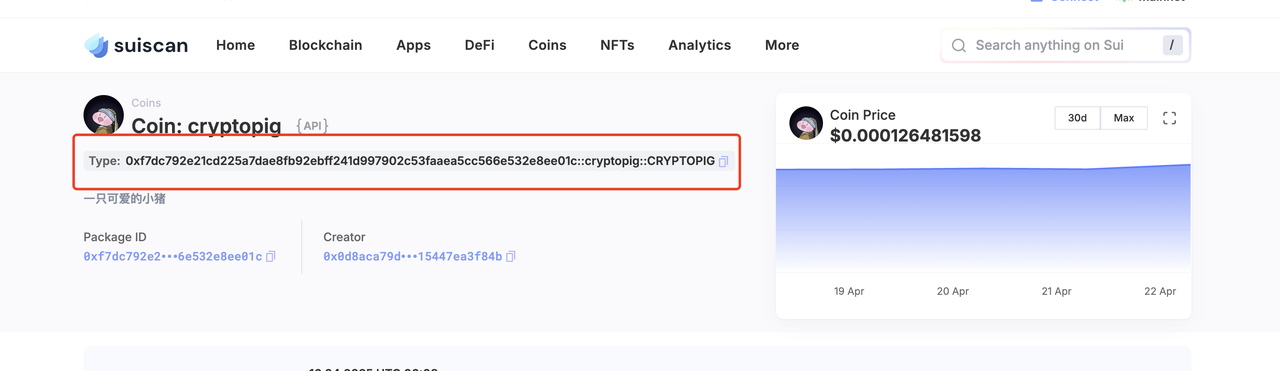 suiscan
Home
Blockchain
Apps
DeFi
Coins
NFTs
Analytics
More
Search anything on Sui
/
Coins
Coin: cryptopig
{API}
Type: 0xf7dc792e21cd225a7dae8fb92ebff241d997902c53faaea5cc566e532e8ee01c::cryptopig::CRYPTOPIG
一只可爱的小猪
Package ID
0xf7dc792e2•••6e532e8ee01c
Creator
0x0d8aca79d•••15447ea3f84b
Coin Price
$0.000126481598
30d
Max
19 Apr
20 Apr
21 Apr
22 Apr